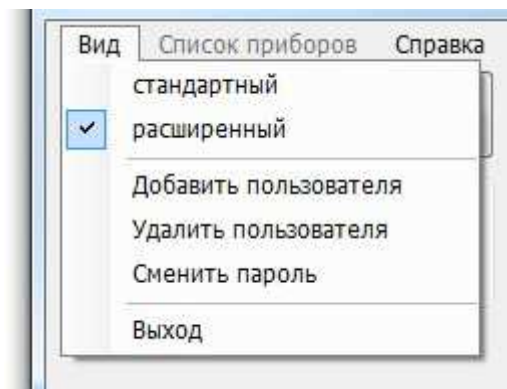 Вид Список приборов Справка
стандартный
расширенный
Добавить пользователя
Удалить пользователя
Сменить пароль
Выход